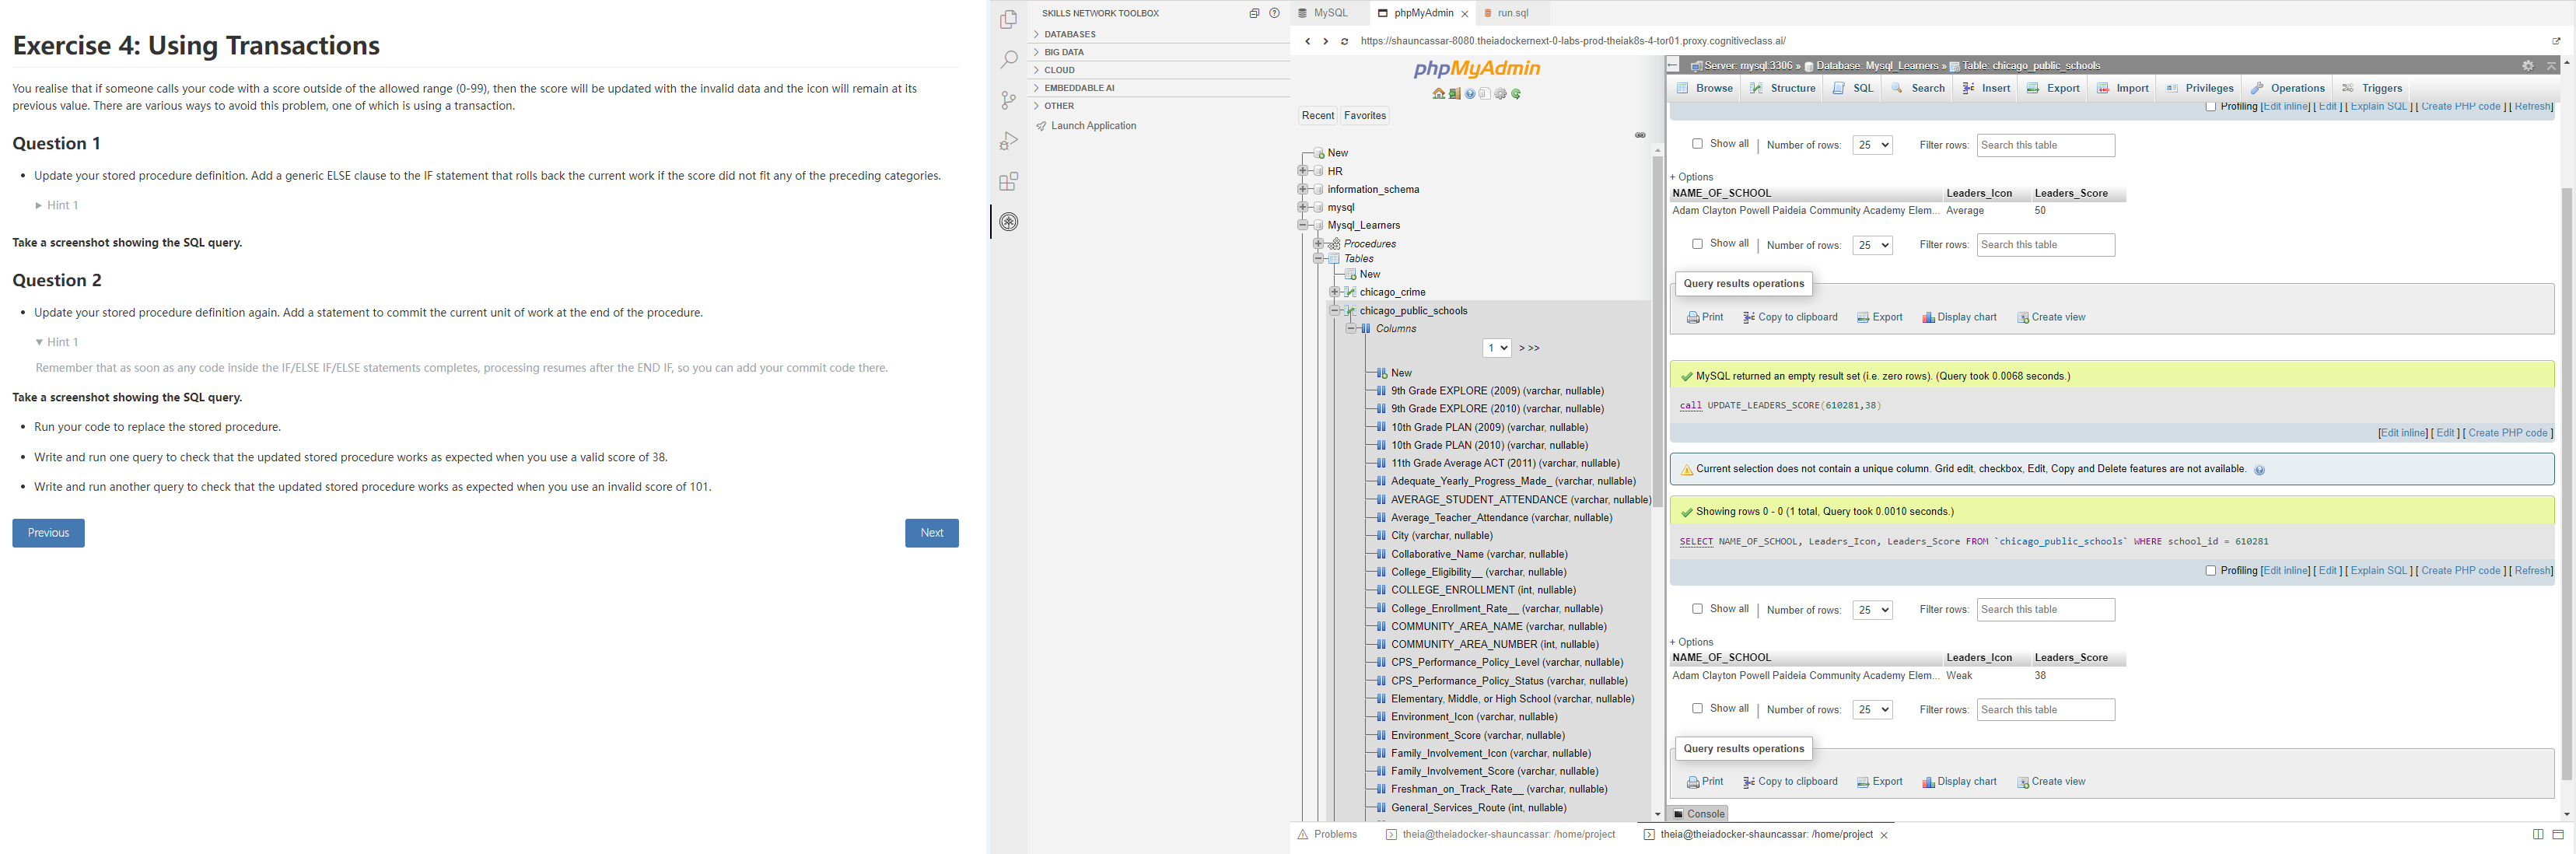 Exercise 4: Using Transactions
You realise that if someone calls your code with a score outside of the allowed range (0-99), then the score will be updated with the invalid data and the icon will remain at its
previous value. There are various ways to avoid this problem, one of which is using a transaction.
Question 1
Update your stored procedure definition. Add a generic ELSE clause to the IF statement that rolls back the current work if the score did not fit any of the preceding categories.
Hint 1
Take a screenshot showing the SQL query.
Question 2
Update your stored procedure definition again. Add a statement to commit the current unit of work at the end of the procedure.
Hint 1
Remember that as soon as any code inside the IF/ELSE IF/ELSE statements completes, processing resumes after the END IF, so you can add your commit code there.
Take a screenshot showing the SQL query.
Run your code to replace the stored procedure.
Write and run one query to check that the updated stored procedure works as expected when you use a valid score of 38.
Write and run another query to check that the updated stored procedure works as expected when you use an invalid score of 101.
Previous
Next
SKILLS NETWORK TOOLBOX
DATABASES
BIG DATA
CLOUD
EMBEDDABLE AI
OTHER
Launch Application
MySQL
phpMyAdmin
run.sql
https://shauncassar-8080.theiadockernext-0-labs-prod-theiak8s-4-tor01.proxy.cognitiveclass.ai/
phpMyAdmin
Recent
Favorites
New
HR
information_schema
mysql
Mysql_Learners
Procedures
Tables
New
chicago_crime
chicago_public_schools
Columns
1 > >>
New
9th Grade EXPLORE (2009) (varchar, nullable)
9th Grade EXPLORE (2010) (varchar, nullable)
10th Grade PLAN (2009) (varchar, nullable)
10th Grade PLAN (2010) (varchar, nullable)
11th Grade Average ACT (2011) (varchar, nullable)
Adequate_Yearly_Progress_Made_ (varchar, nullable)
AVERAGE_STUDENT_ATTENDANCE (varchar, nullable)
Average_Teacher_Attendance (varchar, nullable)
City (varchar, nullable)
Collaborative_Name (varchar, nullable)
College_Eligibility__ (varchar, nullable)
COLLEGE_ENROLLMENT (int, nullable)
College_Enrollment_Rate__ (varchar, nullable)
COMMUNITY_AREA_NAME (varchar, nullable)
COMMUNITY_AREA_NUMBER (int, nullable)
CPS_Performance_Policy_Level (varchar, nullable)
CPS_Performance_Policy_Status (varchar, nullable)
Elementary, Middle, or High School (varchar, nullable)
Environment_Icon (varchar, nullable)
Environment_Score (varchar, nullable)
Family_Involvement_Icon (varchar, nullable)
Family_Involvement_Score (varchar, nullable)
Freshman_on_Track_Rate__ (varchar, nullable)
General_Services_Route (int, nullable)
Server: mysql:3306 » Database: Mysql_Learners » Table: chicago_public_schools
Browse Structure SQL Search Insert Export Import Privileges Operations Triggers
Profiling [Edit inline] [ Edit ] [ Explain SQL ] [ Create PHP code ] [ Refresh]
Show all Number of rows: 25 Filter rows: Search this table
+ Options
NAME_OF_SCHOOL Leaders_Icon Leaders_Score
Adam Clayton Powell Paideia Community Academy Elem... Average 50
Show all Number of rows: 25 Filter rows: Search this table
Query results operations
Print Copy to clipboard Export Display chart Create view
MySQL returned an empty result set (i.e. zero rows). (Query took 0.0068 seconds.)
call UPDATE_LEADERS_SCORE(610281,38)
[Edit inline] [ Edit ] [ Create PHP code ]
Current selection does not contain a unique column. Grid edit, checkbox, Edit, Copy and Delete features are not available.
Showing rows 0 - 0 (1 total, Query took 0.0010 seconds.)
SELECT NAME_OF_SCHOOL, Leaders_Icon, Leaders_Score FROM `chicago_public_schools` WHERE school_id = 610281
Profiling [Edit inline] [ Edit ] [ Explain SQL ] [ Create PHP code ] [ Refresh]
Show all Number of rows: 25 Filter rows: Search this table
+ Options
NAME_OF_SCHOOL Leaders_Icon Leaders_Score
Adam Clayton Powell Paideia Community Academy Elem... Weak 38
Show all Number of rows: 25 Filter rows: Search this table
Query results operations
Print Copy to clipboard Export Display chart Create view
Console
Problems
theia@theiadocker-shauncassar: /home/project
theia@theiadocker-shauncassar: /home/project